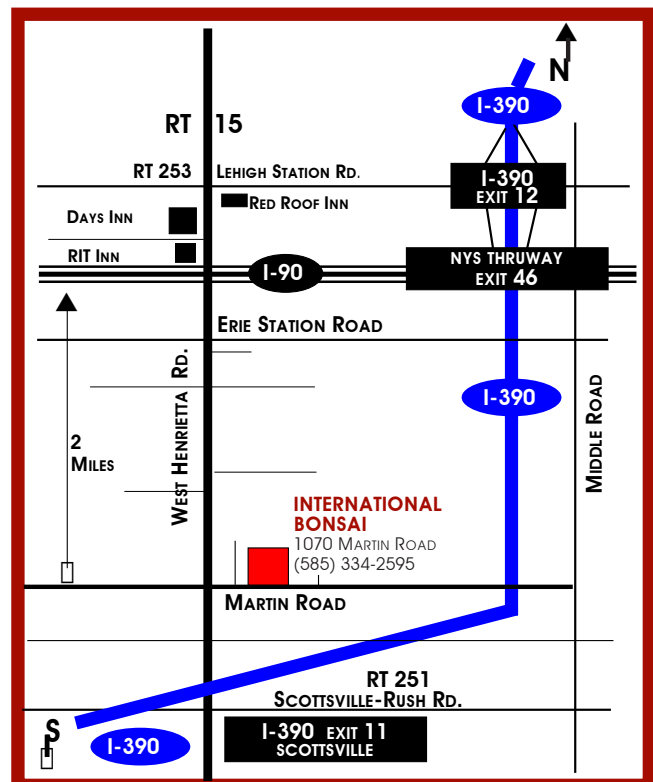 N
I-390
RT 15
RT 253 LEHIGH STATION RD.
I-390
EXIT 12
RED ROOF INN
DAYS INN
RIT INN
NYS THRUWAY
EXIT 46
I-90
ERIE STATION ROAD
WEST HENRIETTA RD.
I-390
MIDDLE ROAD
2
MILES
INTERNATIONAL
BONSAI
1070 MARTIN ROAD
(585) 334-2595
MARTIN ROAD
RT 251
SCOTTSVILLE-RUSH RD.
S
I-390
I-390 EXIT 11
SCOTTSVILLE